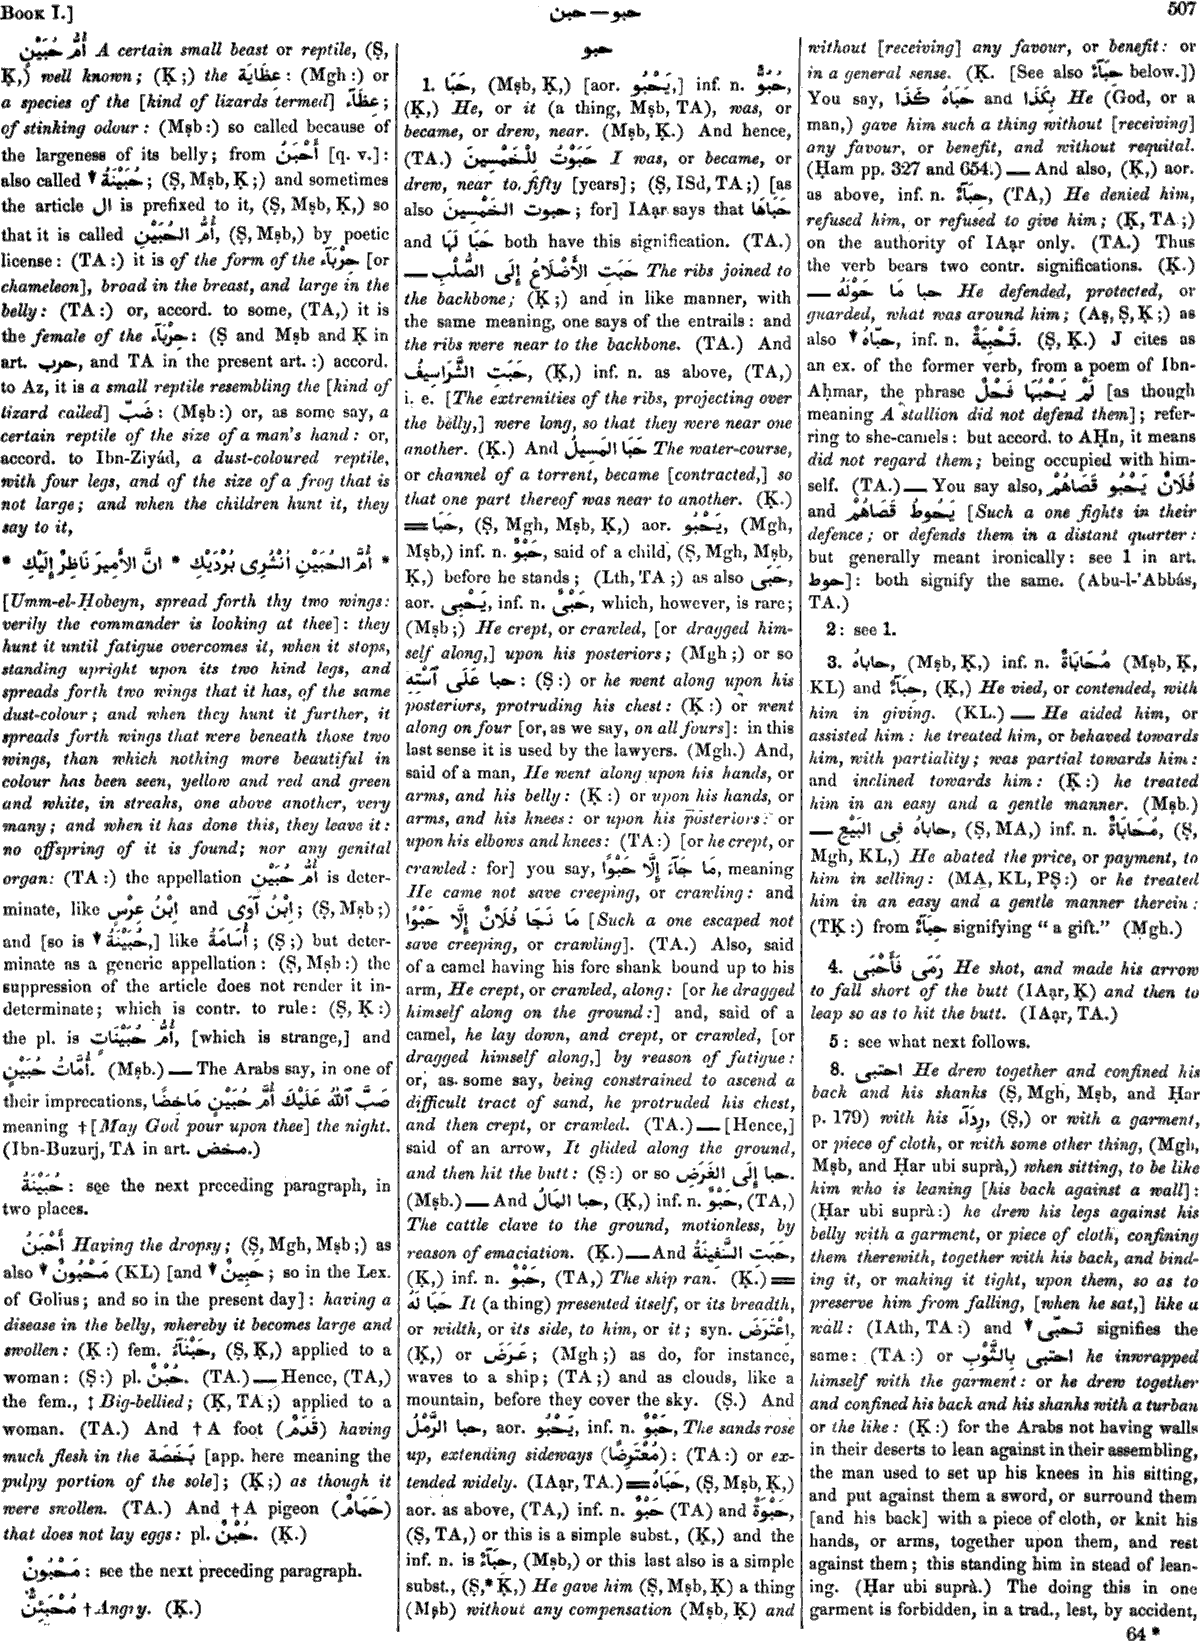 Book I.]
حبو — حبن
507
أُمُّ حُبَيْنٍ A certain small beast or reptile, (Ṣ,
Ḳ,) well known; (Ḳ;) the عَظَايَة: (Mgh:) or
a species of the [kind of lizards termed] عِظَآء;
of stinking odour: (Mṣb:) so called because of
the largeness of its belly; from أَحْبَنُ [q. v.]:
also called ↓ حُبَيْنَةُ; (Ṣ, Mṣb, Ḳ;) and sometimes
the article ال is prefixed to it, (Ṣ, Mṣb, Ḳ,) so
that it is called أُمُّ الحُبَيْنِ, (Ṣ, Mṣb,) by poetic
license: (TA:) it is of the form of the حِرْبَآء [or
chameleon], broad in the breast, and large in the
belly: (TA:) or, accord. to some, (TA,) it is
the female of the حِرْبَآء: (Ṣ and Mṣb and Ḳ in
art. حرب, and TA in the present art.:) accord.
to Az, it is a small reptile resembling the [kind of
lizard called] ضَبّ: (Mṣb:) or, as some say, a
certain reptile of the size of a man's hand: or,
accord. to Ibn-Ziyád, a dust-coloured reptile,
with four legs, and of the size of a frog that is
not large; and when the children hunt it, they
say to it,
* أُمَّ الحُبَيْنِ ٱنْشُرِى بُرْدَيْكِ * انَّ الأَمِيرَ نَاظِرٌ إِلَيْكِ *
[Umm-el-Ḥobeyn, spread forth thy two wings:
verily the commander is looking at thee]: they
hunt it until fatigue overcomes it, when it stops,
standing upright upon its two hind legs, and
spreads forth two wings that it has, of the same
dust-colour; and when they hunt it further, it
spreads forth wings that were beneath those two
wings, than which nothing more beautiful in
colour has been seen, yellow and red and green
and white, in streaks, one above another, very
many; and when it has done this, they leave it:
no offspring of it is found; nor any genital
organ: (TA:) the appellation أُمُّ حُبَيْنٍ is deter-
minate, like ابْنُ عِرْسٍ and ابْنُ آوَى; (Ṣ, Mṣb;)
and [so is ↓ حُبَيْنَةُ,] like أُسَامَةُ; (Ṣ;) but deter-
minate as a generic appellation: (Ṣ, Mṣb:) the
suppression of the article does not render it in-
determinate; which is contr. to rule: (Ṣ, Ḳ:)
the pl. is أُمُّ حُبَيْنَاتٍ, [which is strange,] and
أُمَّاتُ حُبَيْنٍ. (Mṣb.) — The Arabs say, in one of
their imprecations, صَبَّ ٱللّٰهُ عَلَيْكَ أُمَّ حُبَيْنٍ مَاخِضًا
meaning † [May God pour upon thee] the night.
(Ibn-Buzurj, TA in art. مخض.)
حُبَيْنَةُ: see the next preceding paragraph, in
two places.
أَحْبَنُ Having the dropsy; (Ṣ, Mgh, Mṣb;) as
also ↓ مَحْبُونٌ (KL) [and ↓ حَبِينٌ; so in the Lex.
of Golius; and so in the present day]: having a
disease in the belly, whereby it becomes large and
swollen: (Ḳ:) fem. حَبْنَآءُ, (Ṣ, Ḳ,) applied to a
woman: (Ṣ:) pl. حُبْنٌ. (TA.) — Hence, (TA,)
the fem., ‡ Big-bellied; (Ḳ, TA;) applied to a
woman. (TA.) And † A foot (قَدَمٌ) having
much flesh in the بَخَصَة [app. here meaning the
pulpy portion of the sole]; (Ḳ;) as though it
were swollen. (TA.) And † A pigeon (حَمَامٌ)
that does not lay eggs: pl. حُبْنٌ. (Ḳ.)
مَحْبُونٌ: see the next preceding paragraph.
مُحْبَئِنٌّ † Angry. (Ḳ.)
حبو
1. حَبَا, (Mṣb, Ḳ,) [aor. يَحْبُو,] inf. n. حُبُوٌّ,
(Ḳ,) He, or it (a thing, Mṣb, TA), was, or
became, or drew, near. (Mṣb, Ḳ.) And hence,
(TA.) حَبَوْتُ لِلْخَمْسِينَ I was, or became, or
drew, near to, fifty [years]; (Ṣ, ISd, TA;) [as
also حبوت الخَمْسِينَ; for] IAạr says that حَبَاهَا
and حَبَا لَهَا both have this signification. (TA.)
— حَبَتِ الأَضْلَاعُ إِلَى الصُّلْبِ The ribs joined to
the backbone; (Ḳ;) and in like manner, with
the same meaning, one says of the entrails: and
the ribs were near to the backbone. (TA.) And
حَبَتِ الشَّرَاسِيفُ, (Ḳ,) inf. n. as above, (TA,)
i. e. [The extremities of the ribs, projecting over
the belly,] were long, so that they were near one
another. (Ḳ.) And حَبَا المَسِيلُ The water-course,
or channel of a torrent, became [contracted,] so
that one part thereof was near to another. (Ḳ.)
═ حَبَا, (Ṣ, Mgh, Mṣb, Ḳ,) aor. يَحْبُو, (Mgh,
Mṣb,) inf. n. حَبْوٌ, said of a child, (Ṣ, Mgh, Mṣb,
Ḳ,) before he stands; (Lth, TA;) as also حَبَى,
aor. يَحْبِى, inf. n. حَبْىٌ, which, however, is rare;
(Mṣb;) He crept, or crawled, [or dragged him-
self along,] upon his posteriors; (Mgh;) or so
حبا عَلَى ٱسْتِهِ: (Ṣ:) or he went along upon his
posteriors, protruding his chest: (Ḳ:) or went
along on four [or, as we say, on all fours]: in this
last sense it is used by the lawyers. (Mgh.) And,
said of a man, He went along upon his hands, or
arms, and his belly: (Ḳ:) or upon his hands, or
arms, and his knees: or upon his posteriors: or
upon his elbows and knees: (TA:) [or he crept, or
crawled: for] you say, مَا جَآءَ إِلَّا حَبْوًا, meaning
He came not save creeping, or crawling: and
مَا نَجَا فُلَانٌ إِلَّا حَبْوًا [Such a one escaped not
save creeping, or crawling]. (TA.) Also, said
of a camel having his fore shank bound up to his
arm, He crept, or crawled, along: [or he dragged
himself along on the ground:] and, said of a
camel, he lay down, and crept, or crawled, [or
dragged himself along,] by reason of fatigue:
or, as some say, being constrained to ascend a
difficult tract of sand, he protruded his chest,
and then crept, or crawled. (TA.) — [Hence,]
said of an arrow, It glided along the ground,
and then hit the butt: (Ṣ:) or so حبا إِلَى الغَرَضِ.
(Mṣb.) — And حبا المَالُ, (Ḳ,) inf. n. حَبْوٌ, (TA,)
The cattle clave to the ground, motionless, by
reason of emaciation. (Ḳ.) — And حَبَتِ السَّفِينَةُ,
(Ḳ,) inf. n. حَبْوٌ, (TA,) The ship ran. (Ḳ.) ═
حَبَا لَهُ It (a thing) presented itself, or its breadth,
or width, or its side, to him, or it; syn. اِعْتَرَضَ,
(Ḳ,) or عَرَضَ; (Mgh;) as do, for instance,
waves to a ship; (TA;) and as clouds, like a
mountain, before they cover the sky. (Ṣ.) And
حبا الرَّمْلُ, aor. يَحْبُو, inf. n. حَبْوٌ, The sands rose
up, extending sideways (مُعْتَرِضًا): (TA:) or ex-
tended widely. (IAạr, TA.) ═ حَبَاهُ, (Ṣ, Mṣb, Ḳ,)
aor. as above, (TA,) inf. n. حَبْوٌ (TA) and حَبْوَةٌ,
(Ṣ, TA,) or this is a simple subst., (Ḳ,) and the
inf. n. is حِبَآءٌ, (Mṣb,) or this last also is a simple
subst., (Ṣ,* Ḳ,) He gave him (Ṣ, Mṣb, Ḳ) a thing
(Mṣb) without any compensation (Mṣb, Ḳ) and
without [receiving] any favour, or benefit: or
in a general sense. (Ḳ. [See also حِبَآءٌ below.])
You say, حَبَاهُ كَذَا and بِكَذَا He (God, or a
man,) gave him such a thing without [receiving]
any favour, or benefit, and without requital.
(Ḥam pp. 327 and 654.) — And also, (Ḳ,) aor.
as above, inf. n. حِبَآءٌ, (TA,) He denied him,
refused him, or refused to give him; (Ḳ, TA;)
on the authority of IAạr only. (TA.) Thus
the verb bears two contr. significations. (Ḳ.)
— حبا مَا حَوْلَهُ He defended, protected, or
guarded, what was around him; (Aṣ, Ṣ, Ḳ;) as
also ↓ حبّاهُ, inf. n. تَحْبِيَةٌ. (Ṣ, Ḳ.) J cites as
an ex. of the former verb, from a poem of Ibn-
Aḥmar, the phrase لَمْ يَحْبُهَا فَحْلٌ [as though
meaning A stallion did not defend them]; refer-
ring to she-camels: but accord. to AḤn, it means
did not regard them; being occupied with him-
self. (TA.) — You say also, فُلَانٌ يَحْبُو قَصَاهُمْ
and يَحُوطُ قَصَاهُمْ [Such a one fights in their
defence; or defends them in a distant quarter:
but generally meant ironically: see 1 in art.
حوط]: both signify the same. (Abu-l-'Abbás,
TA.)
2: see 1.
3. حاباهُ, (Mṣb, Ḳ,) inf. n. مُحَابَاةٌ (Mṣb, Ḳ,
KL) and حِبَآءٌ, (Ḳ,) He vied, or contended, with
him in giving. (KL.) — He aided him, or
assisted him: he treated him, or behaved towards
him, with partiality; was partial towards him:
and inclined towards him: (Ḳ:) he treated
him in an easy and a gentle manner. (Mṣb.)
— حاباهُ فِى البَيْعِ, (Ṣ, MA,) inf. n. مُحَابَاةٌ, (Ṣ,
Mgh, KL,) He abated the price, or payment, to
him in selling: (MA, KL, PṢ:) or he treated
him in an easy and a gentle manner therein:
(TḲ:) from حِبَآءٌ signifying "a gift." (Mgh.)
4. رَمَى فَأَحْبَى He shot, and made his arrow
to fall short of the butt (IAạr, Ḳ) and then to
leap so as to hit the butt. (IAạr, TA.)
5: see what next follows.
8. احتبى He drew together and confined his
back and his shanks (Ṣ, Mgh, Mṣb, and Ḥar
p. 179) with his رِدَآء, (Ṣ,) or with a garment,
or piece of cloth, or with some other thing, (Mgh,
Mṣb, and Ḥar ubi suprà,) when sitting, to be like
him who is leaning [his back against a wall]:
(Ḥar ubi suprà:) he drew his legs against his
belly with a garment, or piece of cloth, confining
them therewith, together with his back, and bind-
ing it, or making it tight, upon them, so as to
preserve him from falling, [when he sat,] like a
wall: (IAth, TA:) and ↓ تحبّى signifies the
same: (TA:) or احتبى بِالثَّوْبِ he inwrapped
himself with the garment: or he drew together
and confined his back and his shanks with a turban
or the like: (Ḳ:) for the Arabs not having walls
in their deserts to lean against in their assembling,
the man used to set up his knees in his sitting,
and put against them a sword, or surround them
[and his back] with a piece of cloth, or knit his
hands, or arms, together upon them, and rest
against them; this standing him in stead of lean-
ing. (Ḥar ubi suprà.) The doing this in one
garment is forbidden, in a trad., lest, by accident,
64 *